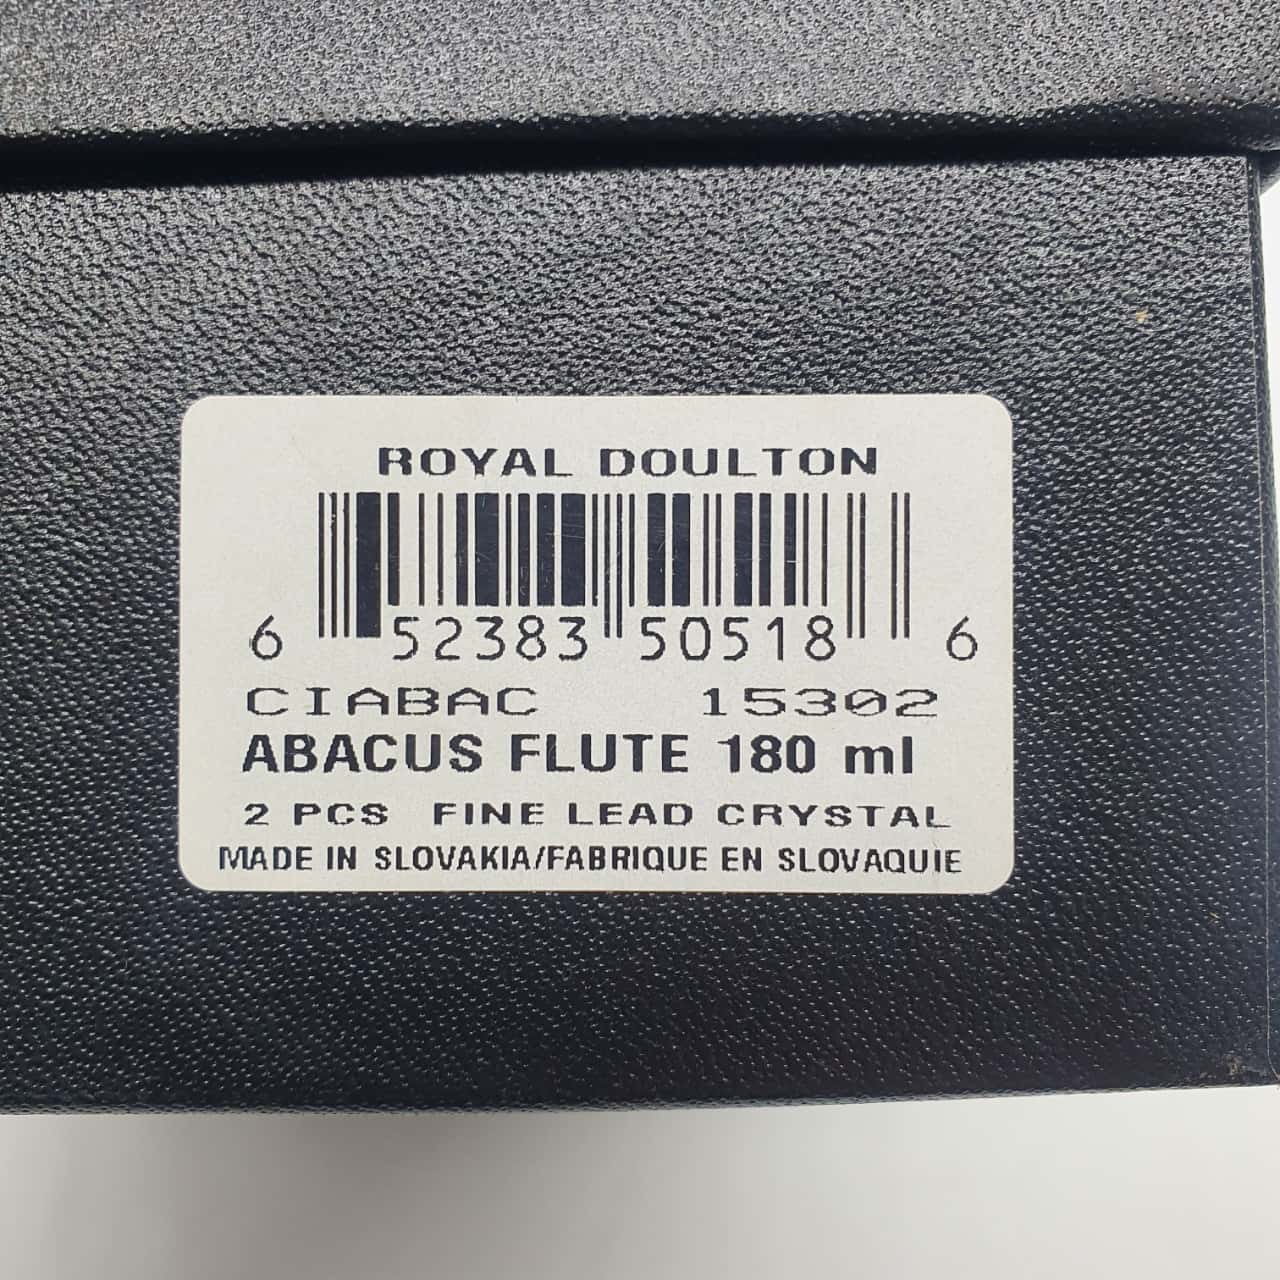 ROYAL DOULTON
6 52383 50518 6
CIABAC 15302
ABACUS FLUTE 180 ml
2 PCS FINE LEAD CRYSTAL
MADE IN SLOVAKIA/FABRIQUE EN SLOVAQUIE